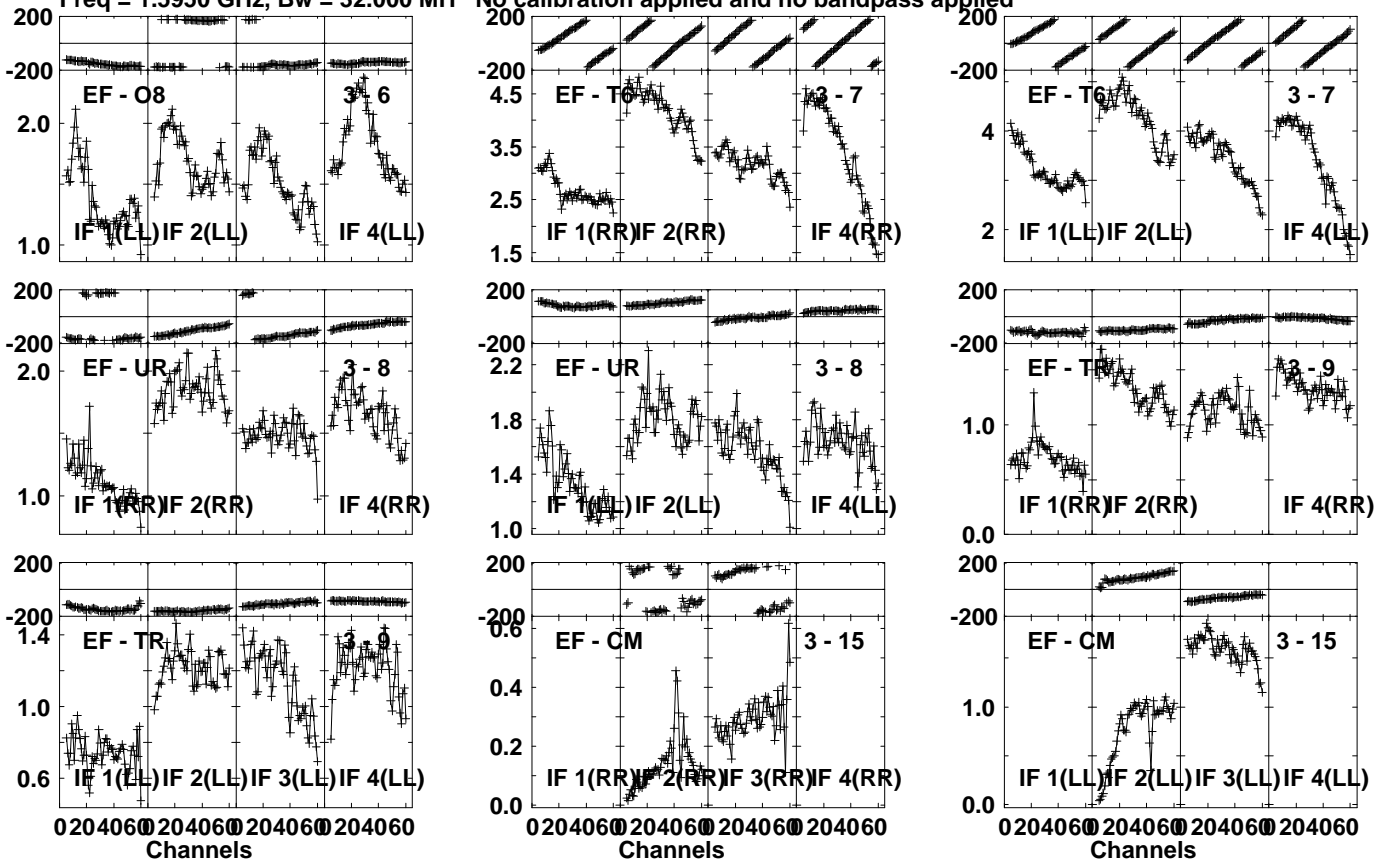 Freq = 1.5950 GHz, Bw = 32.000 MH No calibration applied and no bandpass applied
200 200 200
-200 -200 -200
EF - O8 3 - 6 EF - T6 3 - 7 EF - T6 3 - 7
2.0 4.5 4
3.5
2.5 2
1.0 1.5
IF 1(LL) IF 2(LL) IF 4(LL) IF 1(RR) IF 2(RR) IF 4(RR) IF 1(LL) IF 2(LL) IF 4(LL)
200 200 200
-200 -200 -200
EF - UR 3 - 8 EF - UR 3 - 8 EF - TR 3 - 9
2.0 2.2 1.0
1.8
1.4
1.0 1.0 0.0
IF 1(RR) IF 2(RR) IF 4(RR) IF 1(LL) IF 2(LL) IF 4(LL) IF 1(RR) IF 2(RR) IF 4(RR)
200 200 200
-200 -200 -200
EF - TR 3 - 9 EF - CM 3 - 15 EF - CM 3 - 15
1.4 0.6 1.0
1.0 0.4
0.2
0.6 0.0 0.0
IF 1(LL) IF 2(LL) IF 3(LL) IF 4(LL) IF 1(RR) IF 2(RR) IF 3(RR) IF 4(RR) IF 1(LL) IF 2(LL) IF 3(LL) IF 4(LL)
0 20 40 60 0 20 40 60 0 20 40 60 0 20 40 60 0 20 40 60 0 20 40 60 0 20 40 60 0 20 40 60 0 20 40 60 0 20 40 60 0 20 40 60 0 20 40 60
Channels Channels Channels